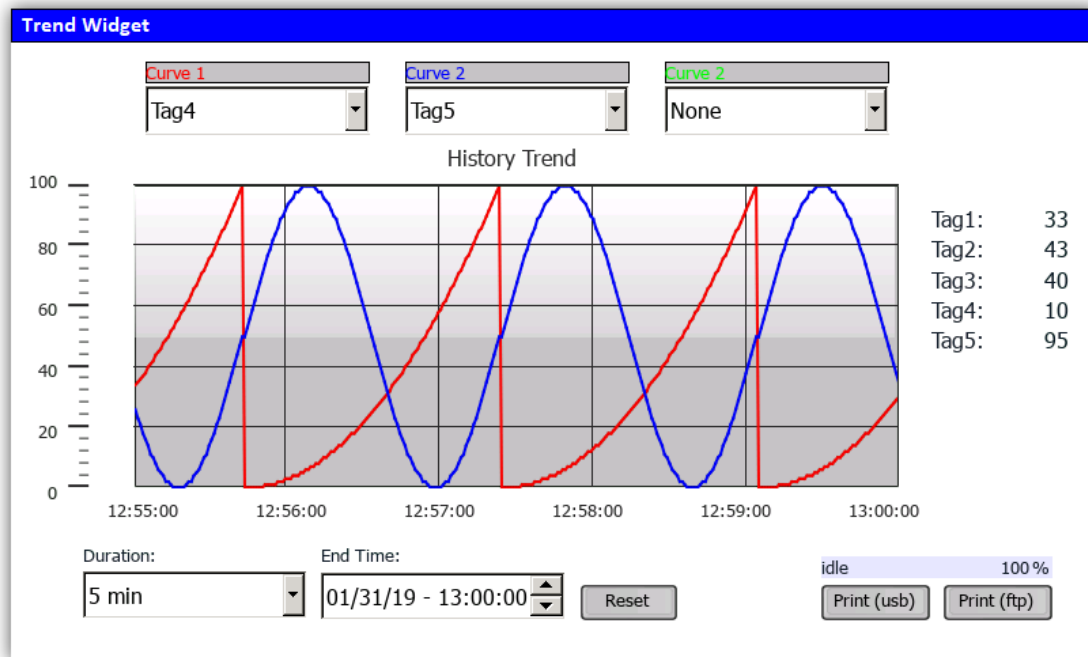 Trend Widget
Curve 1 Curve 2 Curve 2
Tag4 Tag5 None
History Trend
100
80
60
40
20
0
Tag1: 33
Tag2: 43
Tag3: 40
Tag4: 10
Tag5: 95
12:55:00 12:56:00 12:57:00 12:58:00 12:59:00 13:00:00
Duration: End Time:
5 min 01/31/19 - 13:00:00 Reset
idle 100 %
Print (usb) Print (ftp)